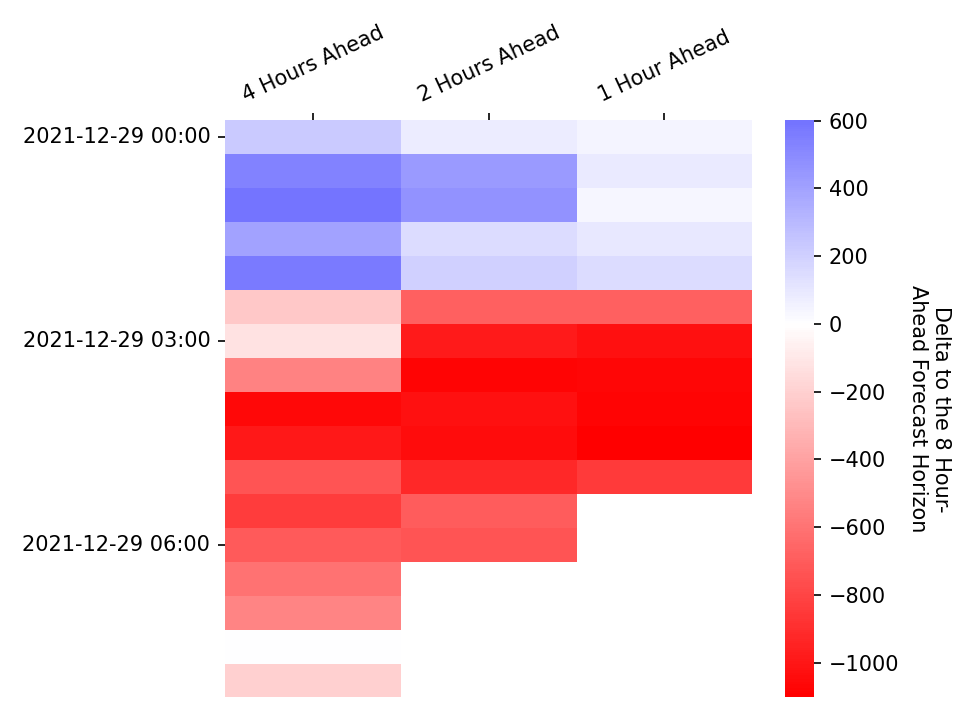 4 Hours Ahead
2 Hours Ahead
1 Hour Ahead
2021-12-29 00:00
2021-12-29 03:00
2021-12-29 06:00
600
400
200
0
−200
−400
−600
−800
−1000
Delta to the 8 Hour-
Ahead Forecast Horizon